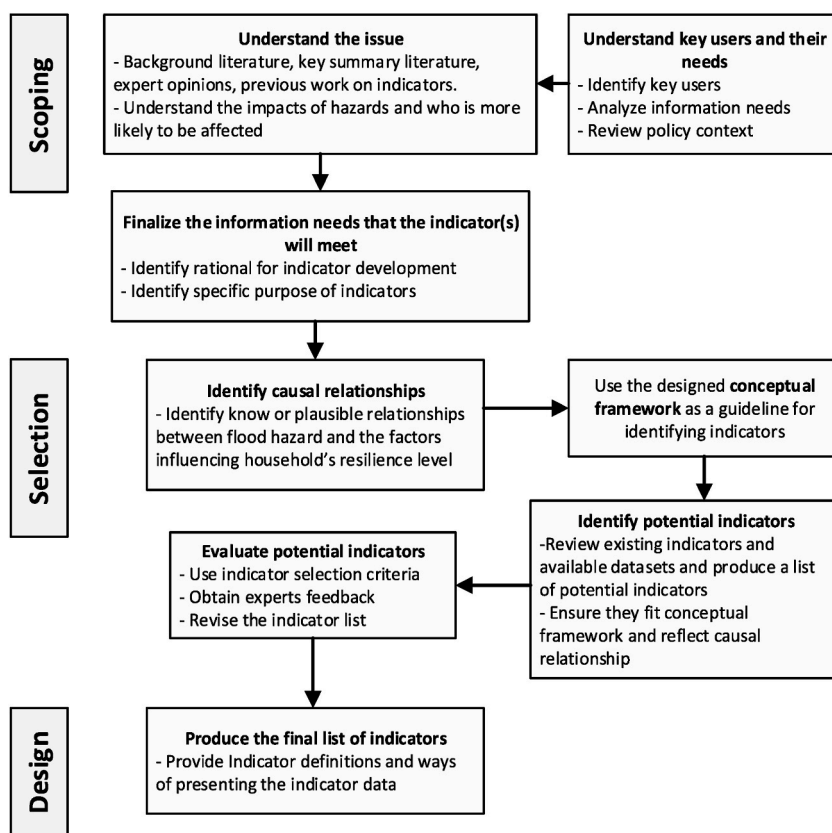 Scoping
Understand the issue
- Background literature, key summary literature,
expert opinions, previous work on indicators.
- Understand the impacts of hazards and who is more
likely to be affected
Understand key users and their
needs
- Identify key users
- Analyze information needs
- Review policy context
Finalize the information needs that the indicator(s)
will meet
- Identify rational for indicator development
- Identify specific purpose of indicators
Selection
Identify causal relationships
- Identify know or plausible relationships
between flood hazard and the factors
influencing household's resilience level
Use the designed conceptual
framework as a guideline for
identifying indicators
Identify potential indicators
-Review existing indicators and
available datasets and produce a list
of potential indicators
- Ensure they fit conceptual
framework and reflect causal
relationship
Evaluate potential indicators
- Use indicator selection criteria
- Obtain experts feedback
- Revise the indicator list
Design
Produce the final list of indicators
- Provide Indicator definitions and ways
of presenting the indicator data